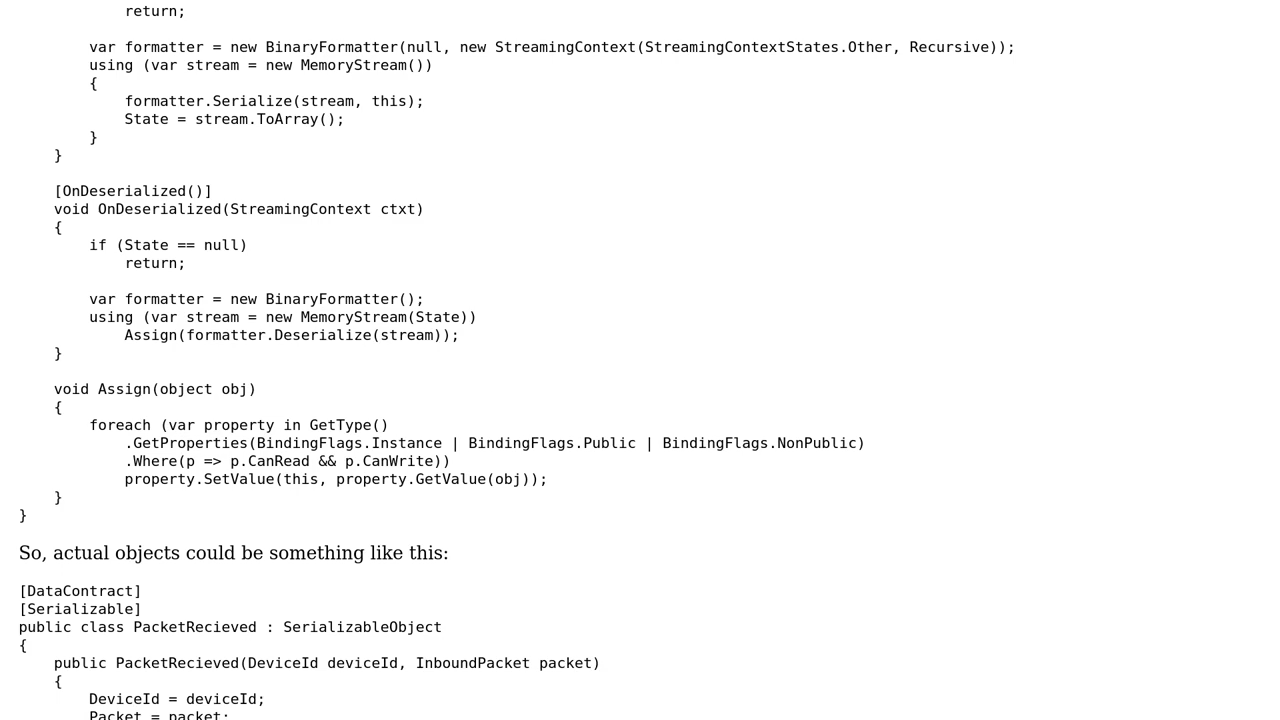 return;

        var formatter = new BinaryFormatter(null, new StreamingContext(StreamingContextStates.Other, Recursive));
        using (var stream = new MemoryStream())
        {
            formatter.Serialize(stream, this);
            State = stream.ToArray();
        }
    }

    [OnDeserialized()]
    void OnDeserialized(StreamingContext ctxt)
    {
        if (State == null)
            return;

        var formatter = new BinaryFormatter();
        using (var stream = new MemoryStream(State))
            Assign(formatter.Deserialize(stream));
    }

    void Assign(object obj)
    {
        foreach (var property in GetType()
            .GetProperties(BindingFlags.Instance | BindingFlags.Public | BindingFlags.NonPublic)
            .Where(p => p.CanRead && p.CanWrite))
            property.SetValue(this, property.GetValue(obj));
    }
}
So, actual objects could be something like this:
[DataContract]
[Serializable]
public class PacketRecieved : SerializableObject
{
    public PacketRecieved(DeviceId deviceId, InboundPacket packet)
    {
        DeviceId = deviceId;
        Packet = packet;